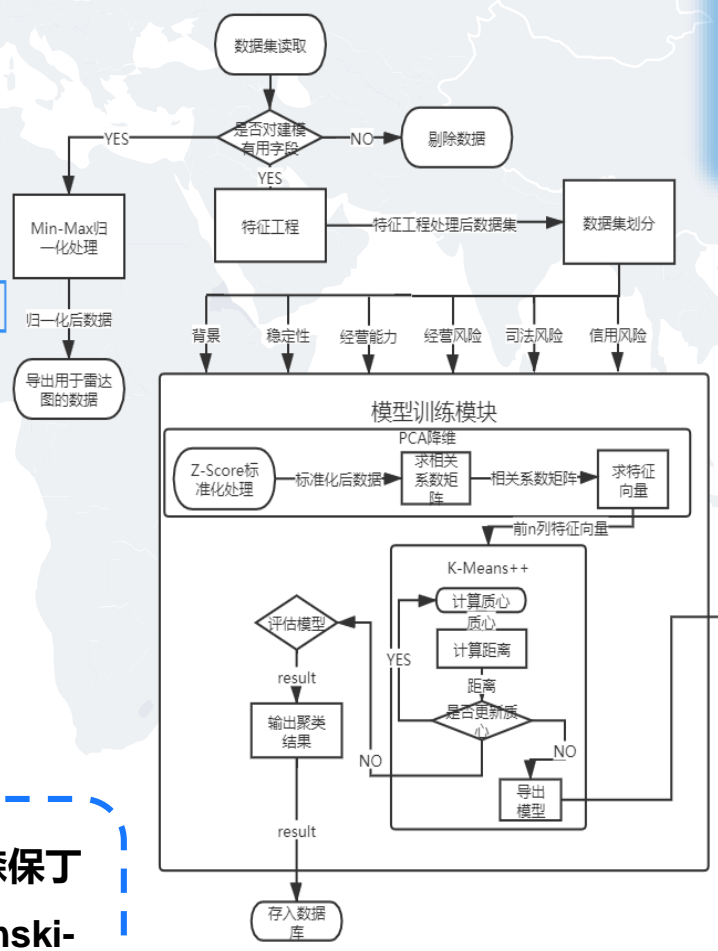 数据集读取
是否对建模
有用字段
YES
NO
剔除数据
YES
Min-Max归
一化处理
特征工程
特征工程处理后数据集
数据集划分
归一化后数据
导出用于雷达
图的数据
背景
稳定性
经营能力
经营风险
司法风险
信用风险
模型训练模块
PCA降维
Z-Score标
准化处理
标准化后数据
求相关
系数矩
阵
相关系数矩阵
求特征
向量
前n列特征向量
K-Means++
计算质心
质心
计算距离
YES
距离
是否更新质
心
NO
NO
导出
模型
评估模型
result
输出聚类
结果
result
存入数据
库
保丁
nski-